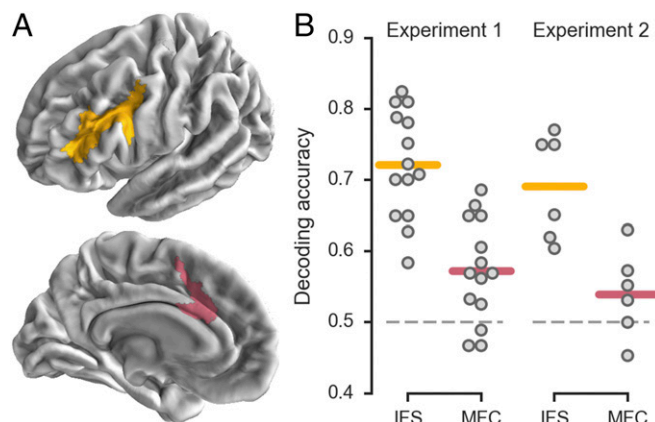 A
B
Experiment 1 Experiment 2
Decoding accuracy
0.9
0.8
0.7
0.6
0.5
0.4
IFS MFC IFS MFC